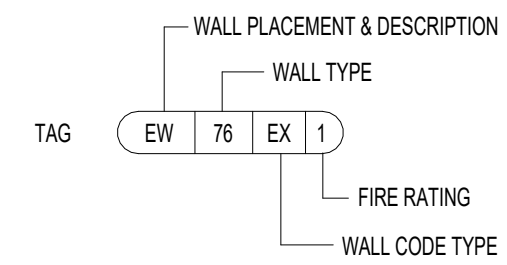 WALL PLACEMENT & DESCRIPTION
WALL TYPE
TAG EW 76 EX 1
FIRE RATING
WALL CODE TYPE